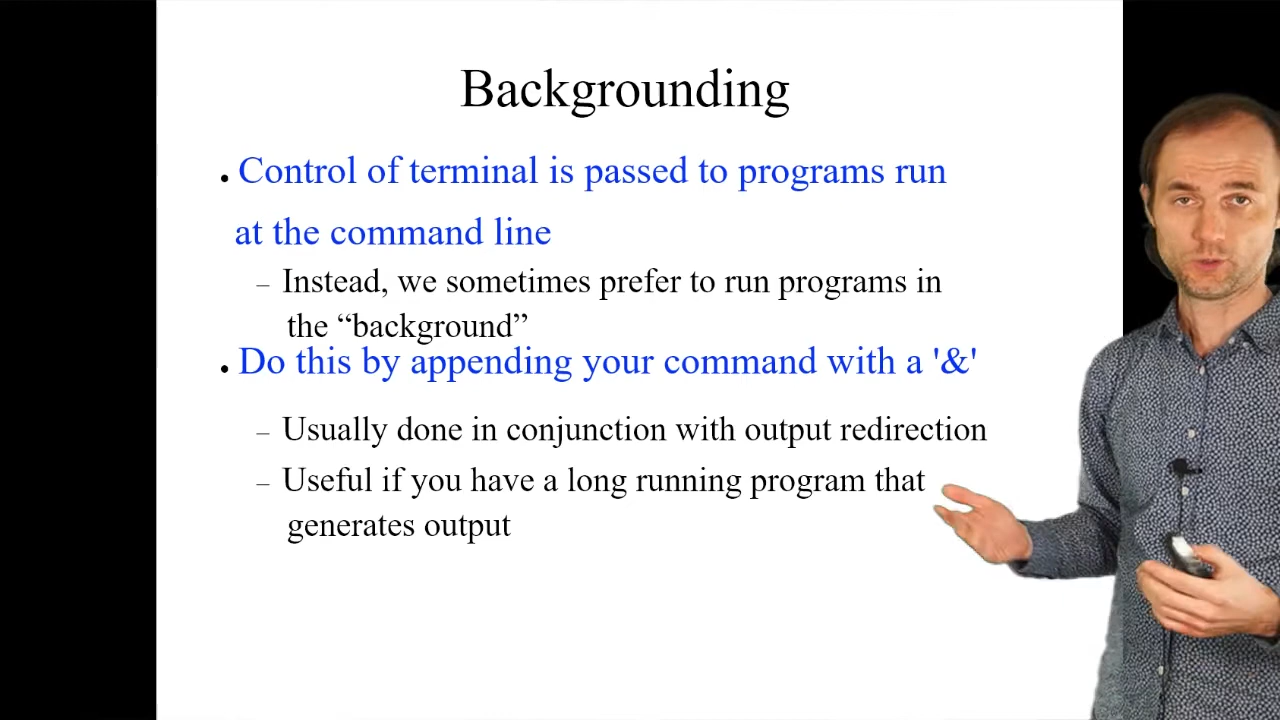 Backgrounding
• Control of terminal is passed to programs run
at the command line
– Instead, we sometimes prefer to run programs in
the “background”
• Do this by appending your command with a '&'
– Usually done in conjunction with output redirection
– Useful if you have a long running program that
generates output